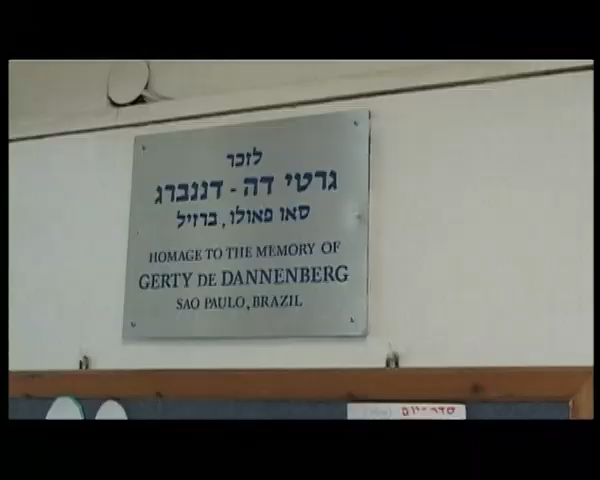 לזכר
גרטי דה - דננברג
סאו פאולו, ברזיל
HOMAGE TO THE MEMORY OF
GERTY DE DANNENBERG
SAO PAULO, BRAZIL
סדר-יום